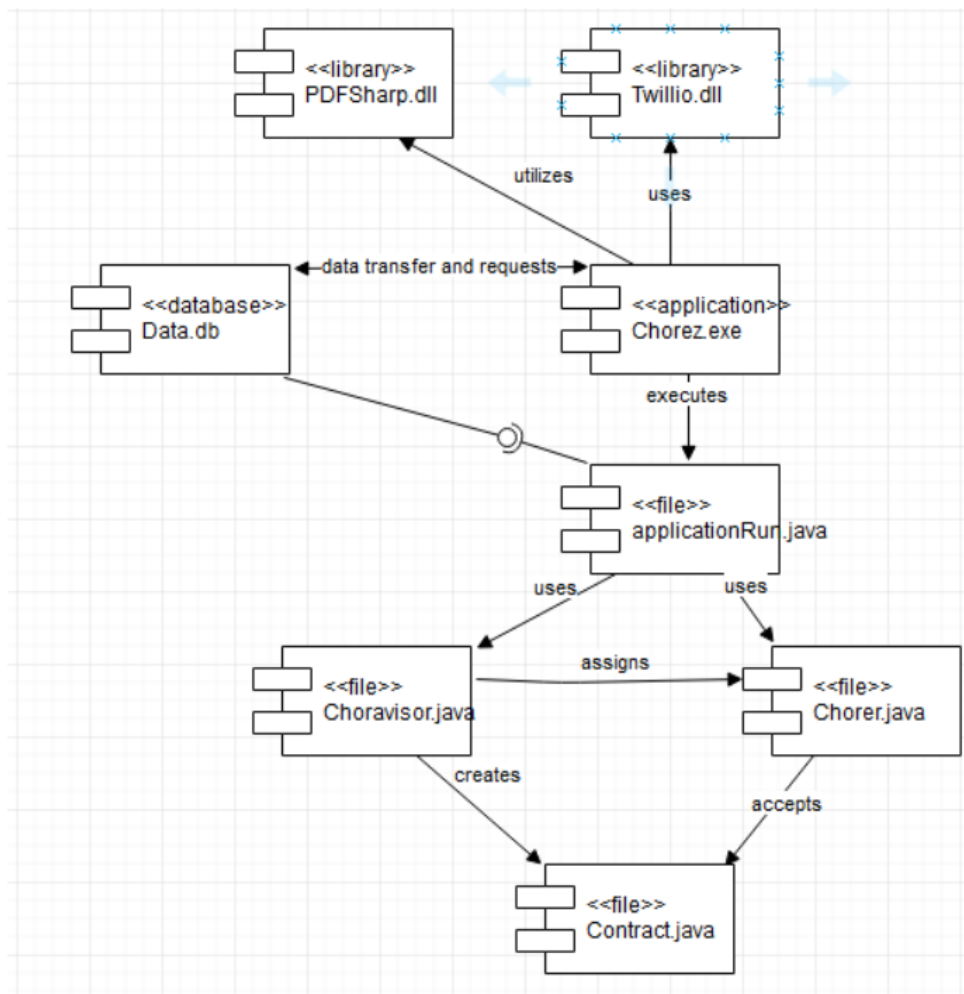 <<library>>
PDFSharp.dll
<<library>>
Twillio.dll
utilizes
uses
data transfer and requests
<<database>>
Data.db
<<application>>
Chorez.exe
executes
<<file>>
applicationRun.java
uses
uses
assigns
<<file>>
Choravisor.java
<<file>>
Chorer.java
creates
accepts
<<file>>
Contract.java